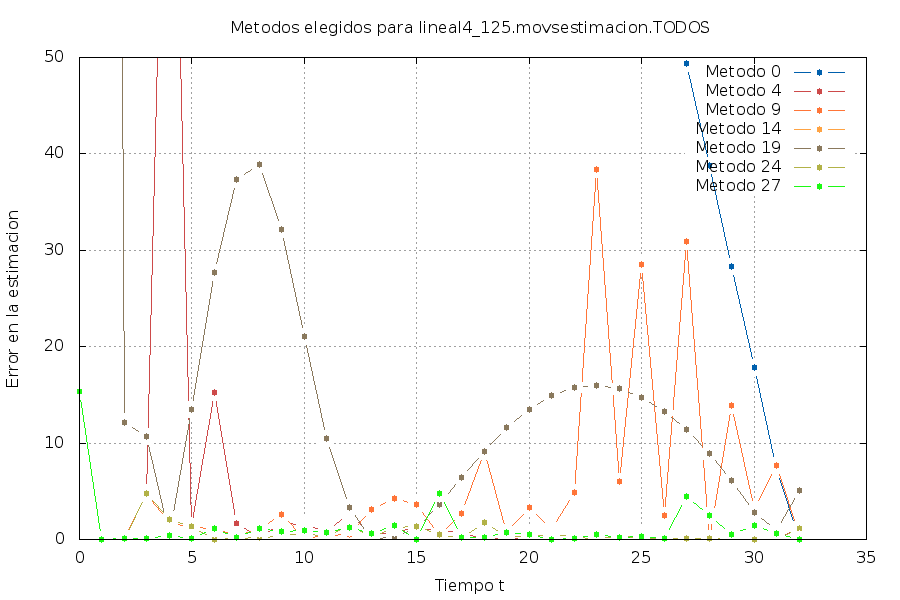 Metodos elegidos para lineal4_125.movsestimacion.TODOS
Error en la estimacion
50
40
30
20
10
0
Metodo 0
Metodo 4
Metodo 9
Metodo 14
Metodo 19
Metodo 24
Metodo 27
0 5 10 15 20 25 30 35
Tiempo t